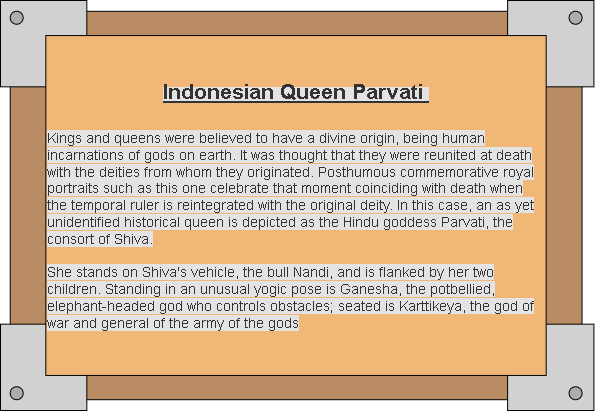 Indonesian Queen Parvati
Kings and queens were believed to have a divine origin, being human
incarnations of gods on earth. It was thought that they were reunited at death
with the deities from whom they originated. Posthumous commemorative royal
portraits such as this one celebrate that moment coinciding with death when
the temporal ruler is reintegrated with the original deity. In this case, an as yet
unidentified historical queen is depicted as the Hindu goddess Parvati, the
consort of Shiva.
She stands on Shiva's vehicle, the bull Nandi, and is flanked by her two
children. Standing in an unusual yogic pose is Ganesha, the potbellied,
elephant-headed god who controls obstacles; seated is Karttikeya, the god of
war and general of the army of the gods